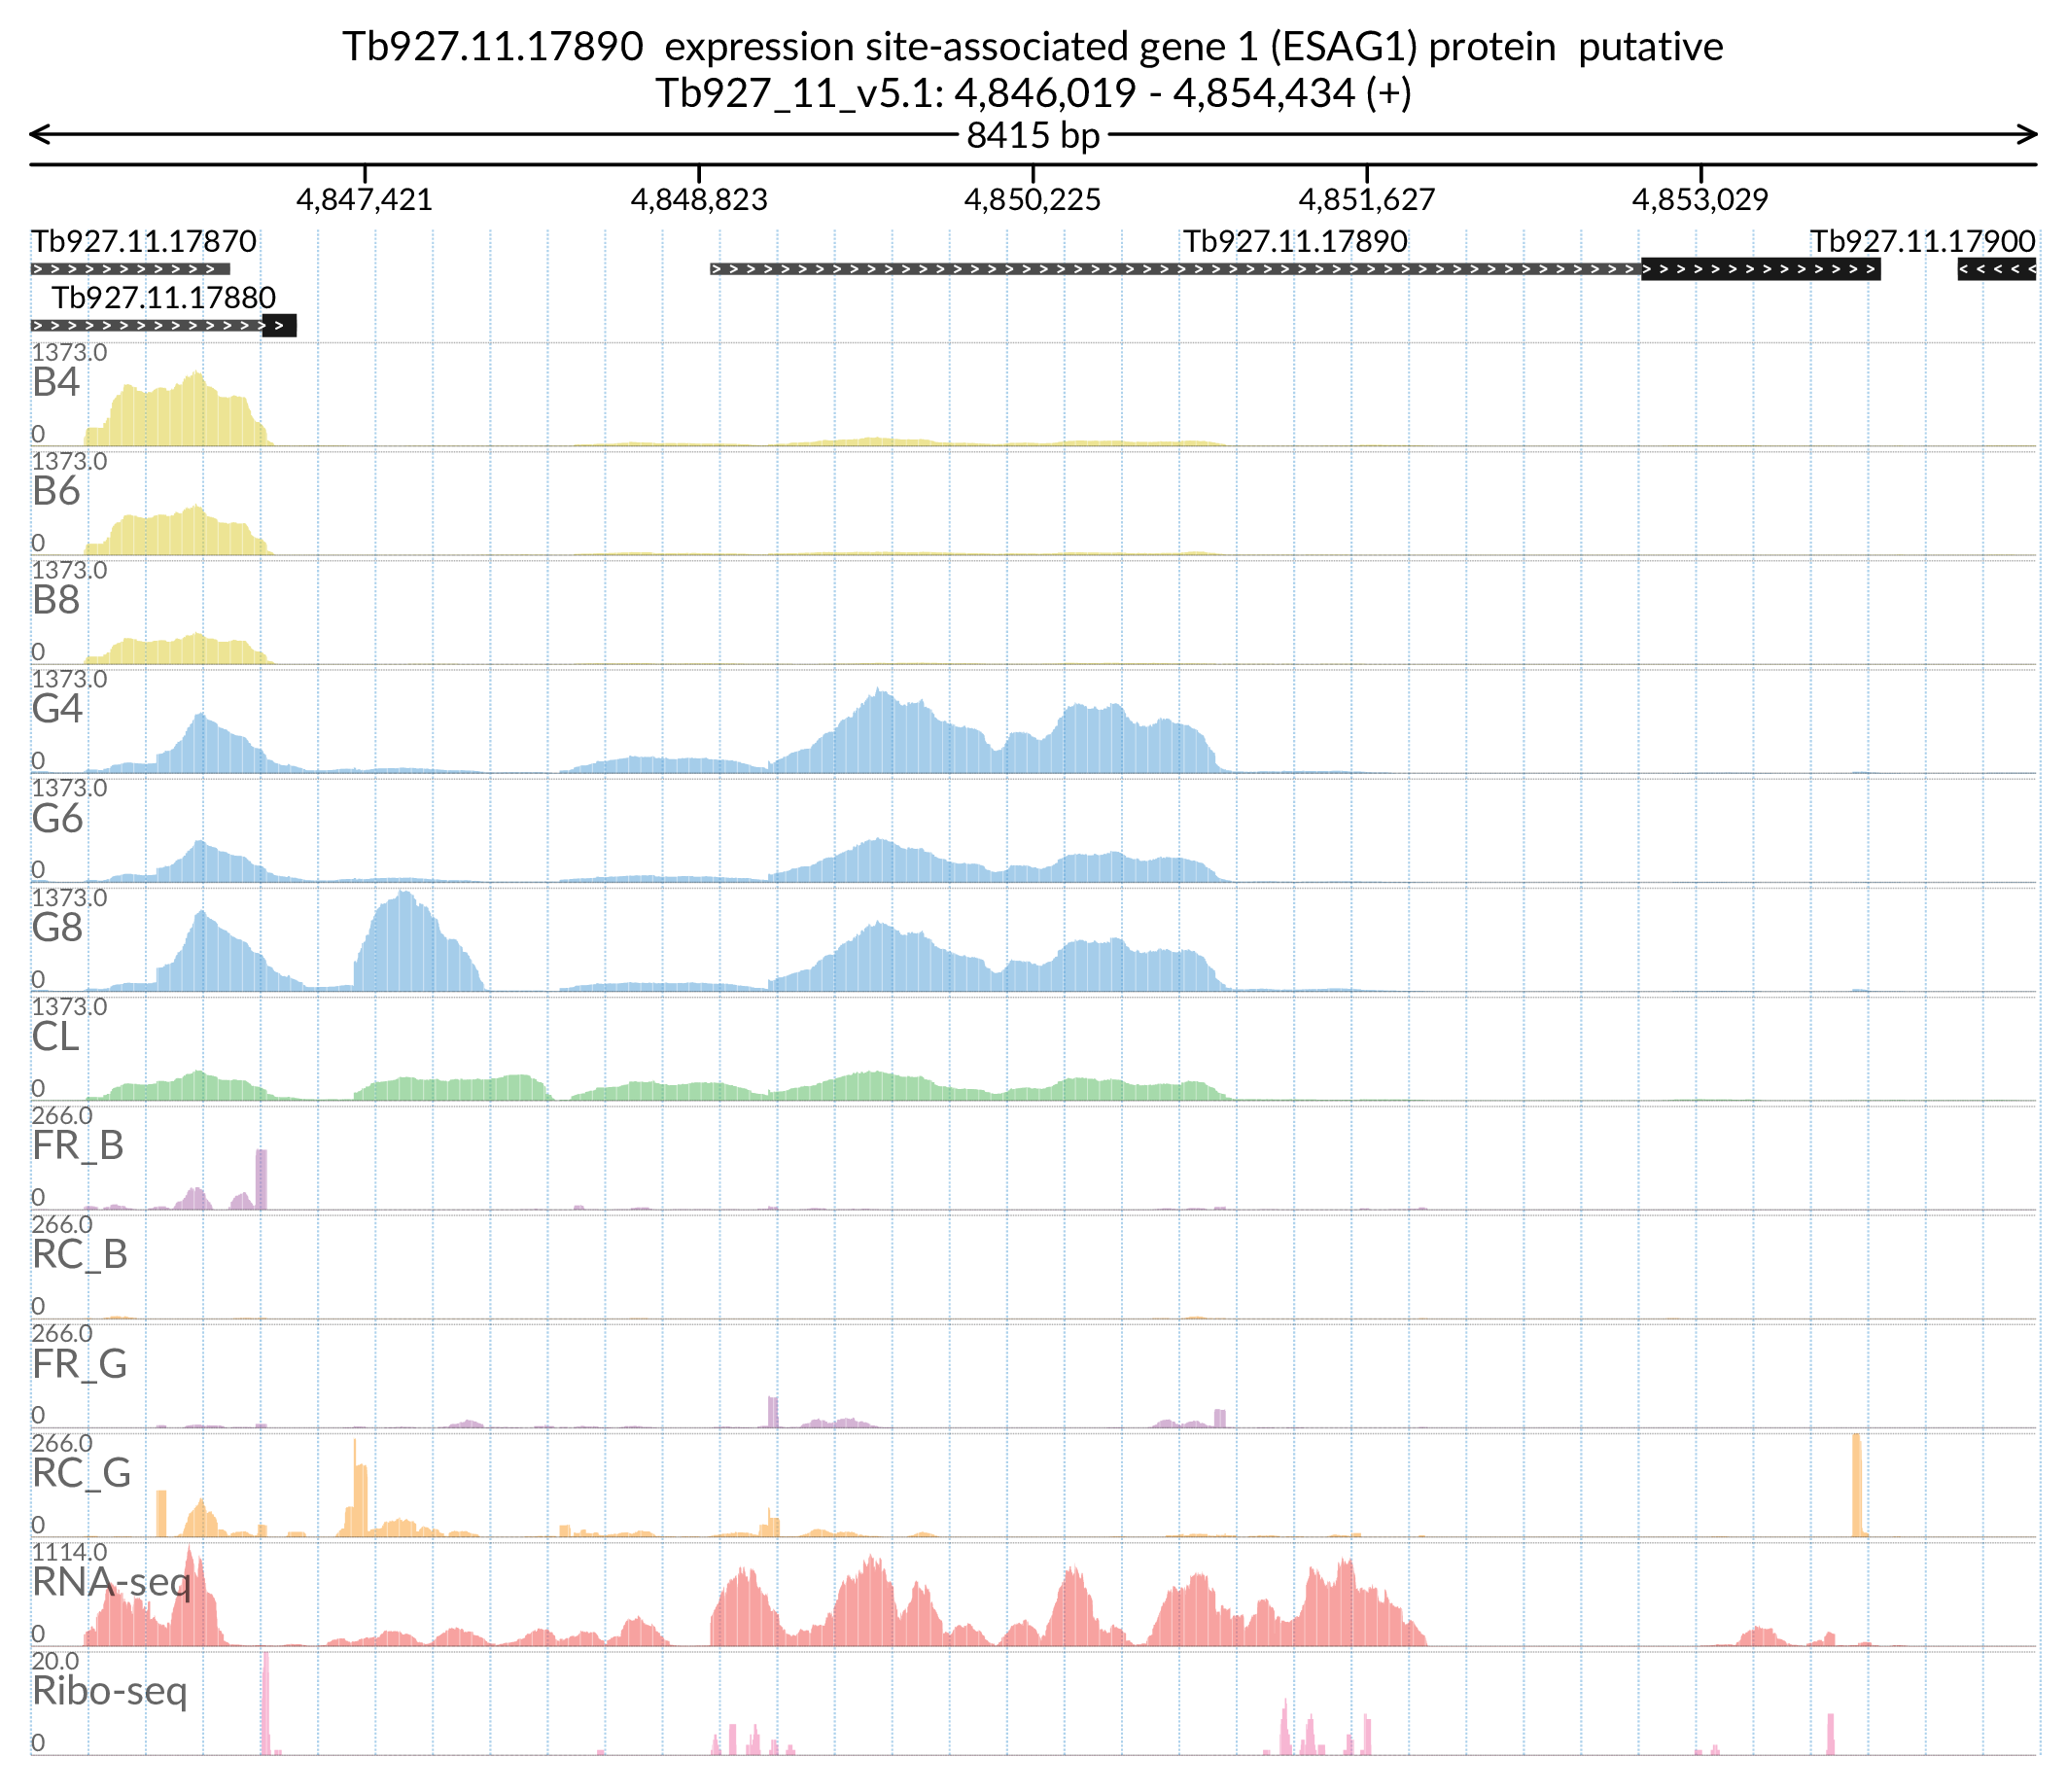 Tb927.11.17890  expression site-associated gene 1 (ESAG1) protein  putative
Tb927_11_v5.1: 4,846,019 - 4,854,434 (+)
8415 bp
4,847,421 4,848,823 4,850,225 4,851,627 4,853,029
Tb927.11.17870 Tb927.11.17890 Tb927.11.17900
Tb927.11.17880
1373.0
B4
0
1373.0
B6
0
1373.0
B8
0
1373.0
G4
0
1373.0
G6
0
1373.0
G8
0
1373.0
CL
0
266.0
FR_B
0
266.0
RC_B
0
266.0
FR_G
0
266.0
RC_G
0
1114.0
RNA-seq
0
20.0
Ribo-seq
0